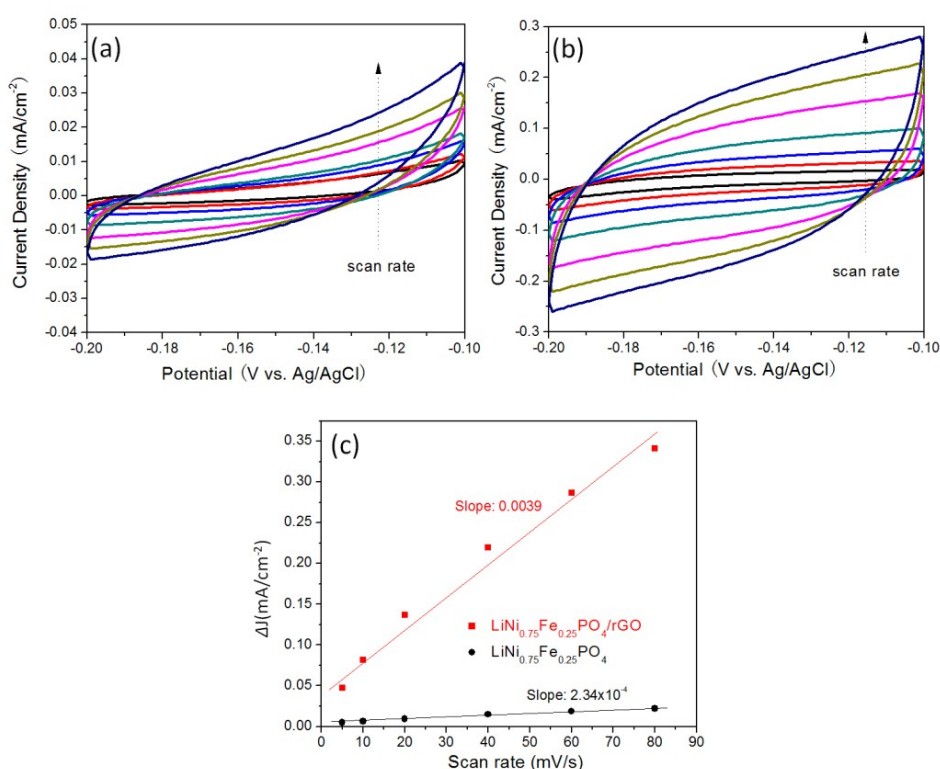 (a)
Current Density (mA/cm⁻²)
0.05
0.04
0.03
0.02
0.01
0.00
-0.01
-0.02
-0.03
-0.04
scan rate
-0.20 -0.18 -0.16 -0.14 -0.12 -0.10
Potential (V vs. Ag/AgCl)
(b)
Current Density (mA/cm⁻²)
0.3
0.2
0.1
0.0
-0.1
-0.2
-0.3
scan rate
-0.20 -0.18 -0.16 -0.14 -0.12 -0.10
Potential (V vs. Ag/AgCl)
(c)
ΔJ(mA/cm⁻²)
0.35
0.30
0.25
0.20
0.15
0.10
0.05
0.00
Slope: 0.0039
LiNi₀.₇₅Fe₀.₂₅PO₄/rGO
LiNi₀.₇₅Fe₀.₂₅PO₄
Slope: 2.34x10⁻⁴
0 10 20 30 40 50 60 70 80 90
Scan rate (mV/s)